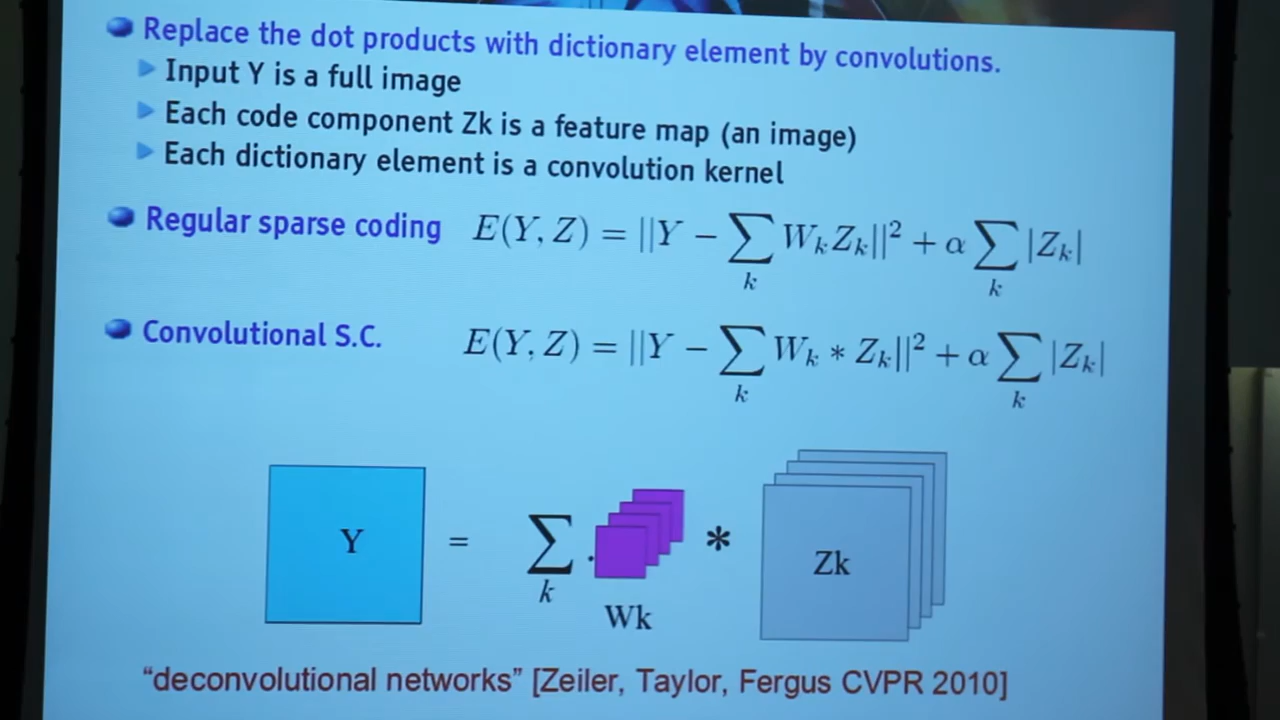 Replace the dot products with dictionary element by convolutions.
Input Y is a full image
Each code component Zk is a feature map (an image)
Each dictionary element is a convolution kernel
Regular sparse coding E(Y, Z) = ||Y − ∑_k W_k Z_k||² + α ∑_k |Z_k|
Convolutional S.C. E(Y, Z) = ||Y − ∑_k W_k * Z_k||² + α ∑_k |Z_k|
Y = ∑_k . Wk * Zk
“deconvolutional networks” [Zeiler, Taylor, Fergus CVPR 2010]